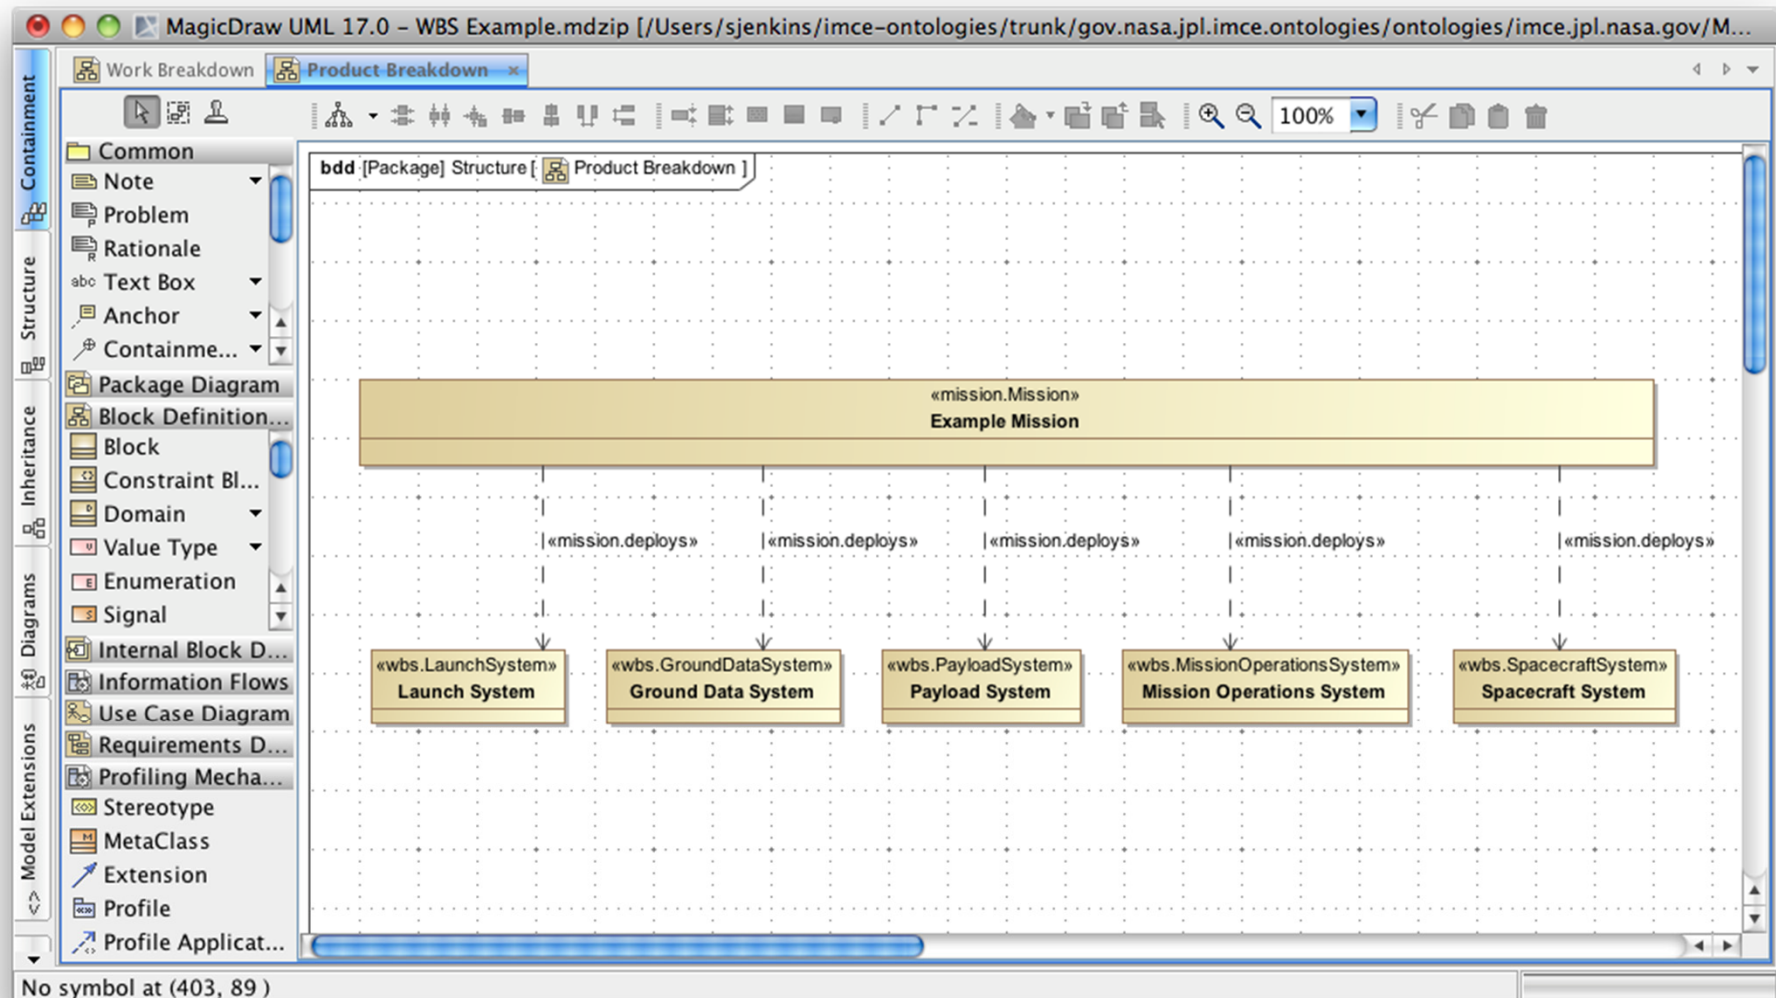 MagicDraw UML 17.0 – WBS Example.mdzip [/Users/sjenkins/imce-ontologies/trunk/gov.nasa.jpl.imce.ontologies/ontologies/imce.jpl.nasa.gov/M...
Work Breakdown
Product Breakdown
Containment
Structure
Inheritance
Diagrams
Model Extensions
100%
Common
Note
Problem
Rationale
abc Text Box
Anchor
Containme...
Package Diagram
Block Definition...
Block
Constraint Bl...
Domain
Value Type
Enumeration
Signal
Internal Block D...
Information Flows
Use Case Diagram
Requirements D...
Profiling Mecha...
Stereotype
MetaClass
Extension
Profile
Profile Applicat...
bdd [Package] Structure [ Product Breakdown ]
«mission.Mission»
Example Mission
«mission.deploys» «mission.deploys» «mission.deploys» «mission.deploys» «mission.deploys»
«wbs.LaunchSystem»
Launch System
«wbs.GroundDataSystem»
Ground Data System
«wbs.PayloadSystem»
Payload System
«wbs.MissionOperationsSystem»
Mission Operations System
«wbs.SpacecraftSystem»
Spacecraft System
No symbol at (403, 89 )